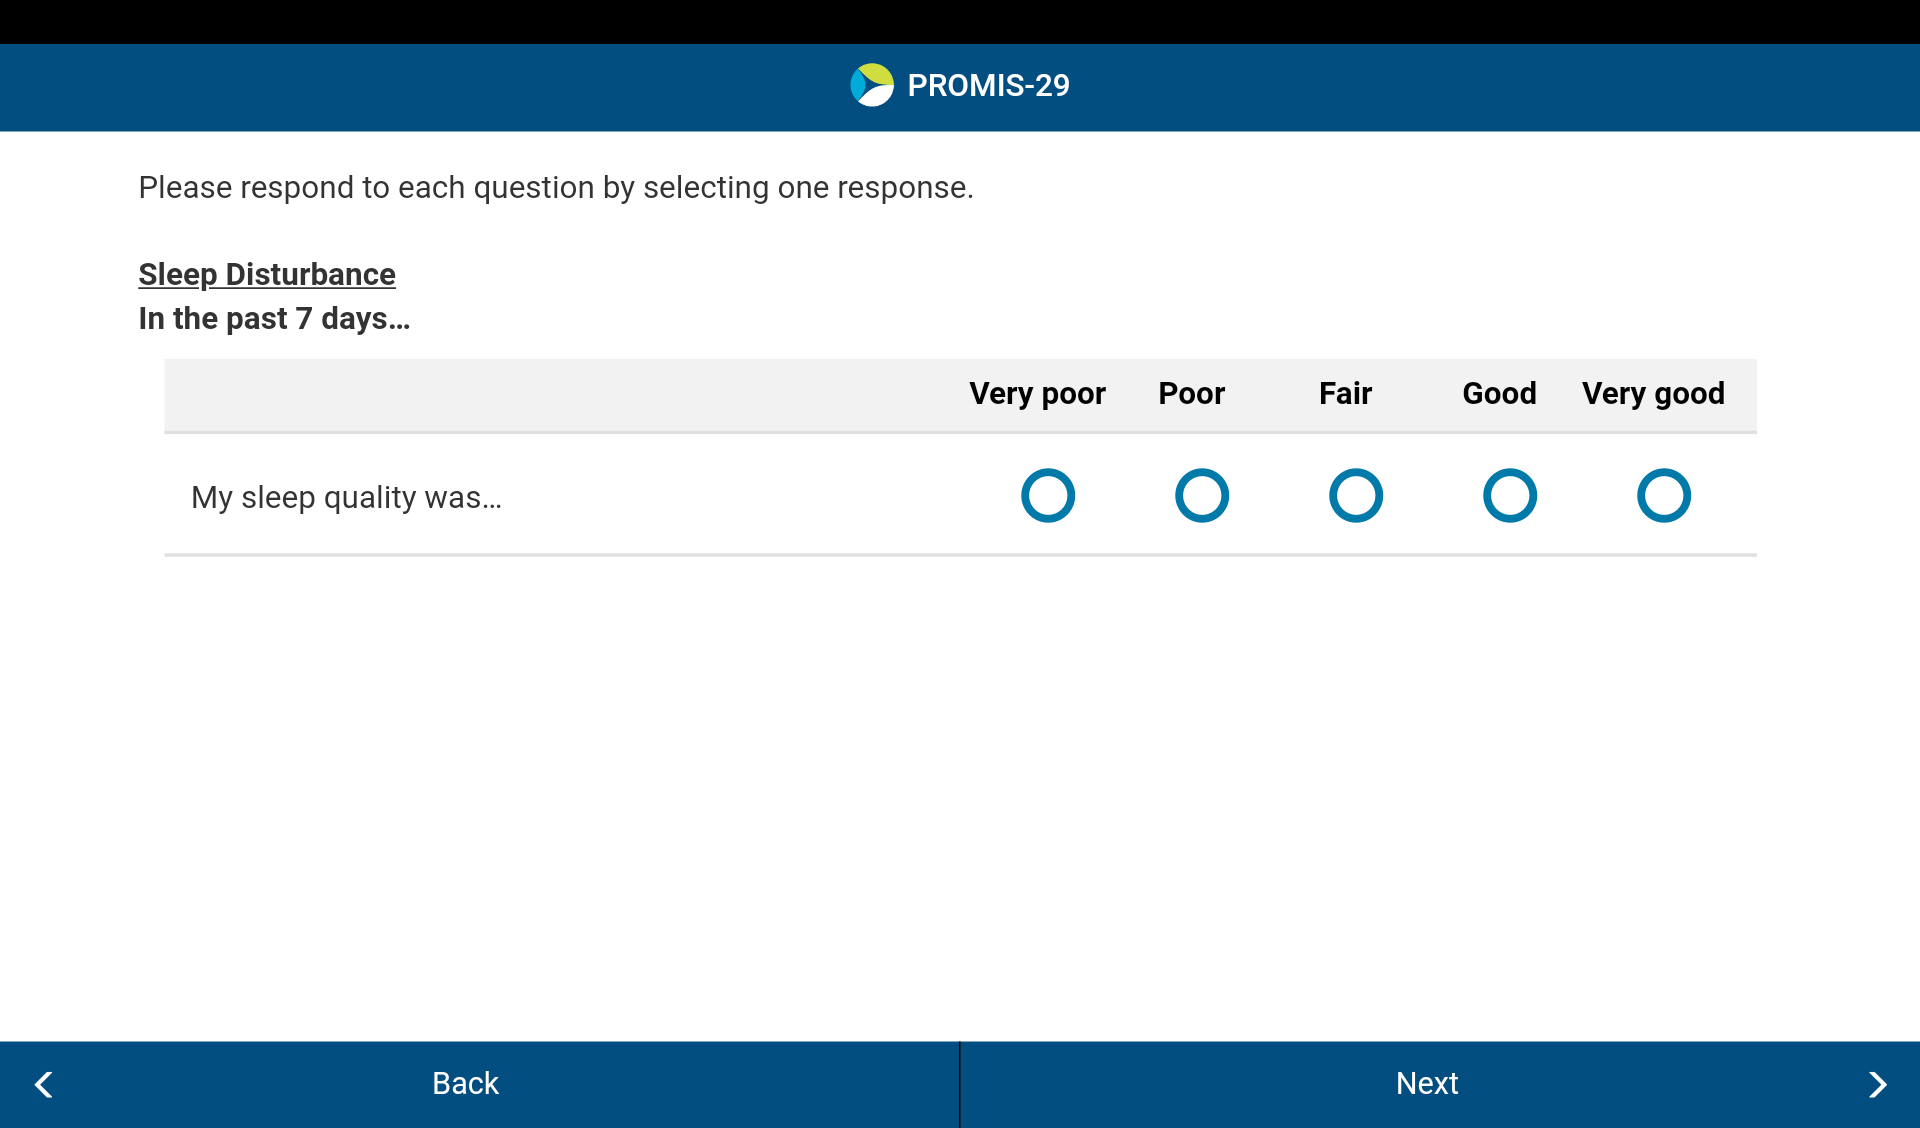 PROMIS-29
Please respond to each question by selecting one response.
Sleep Disturbance
In the past 7 days...
Very poor Poor Fair Good Very good
My sleep quality was...
Back Next